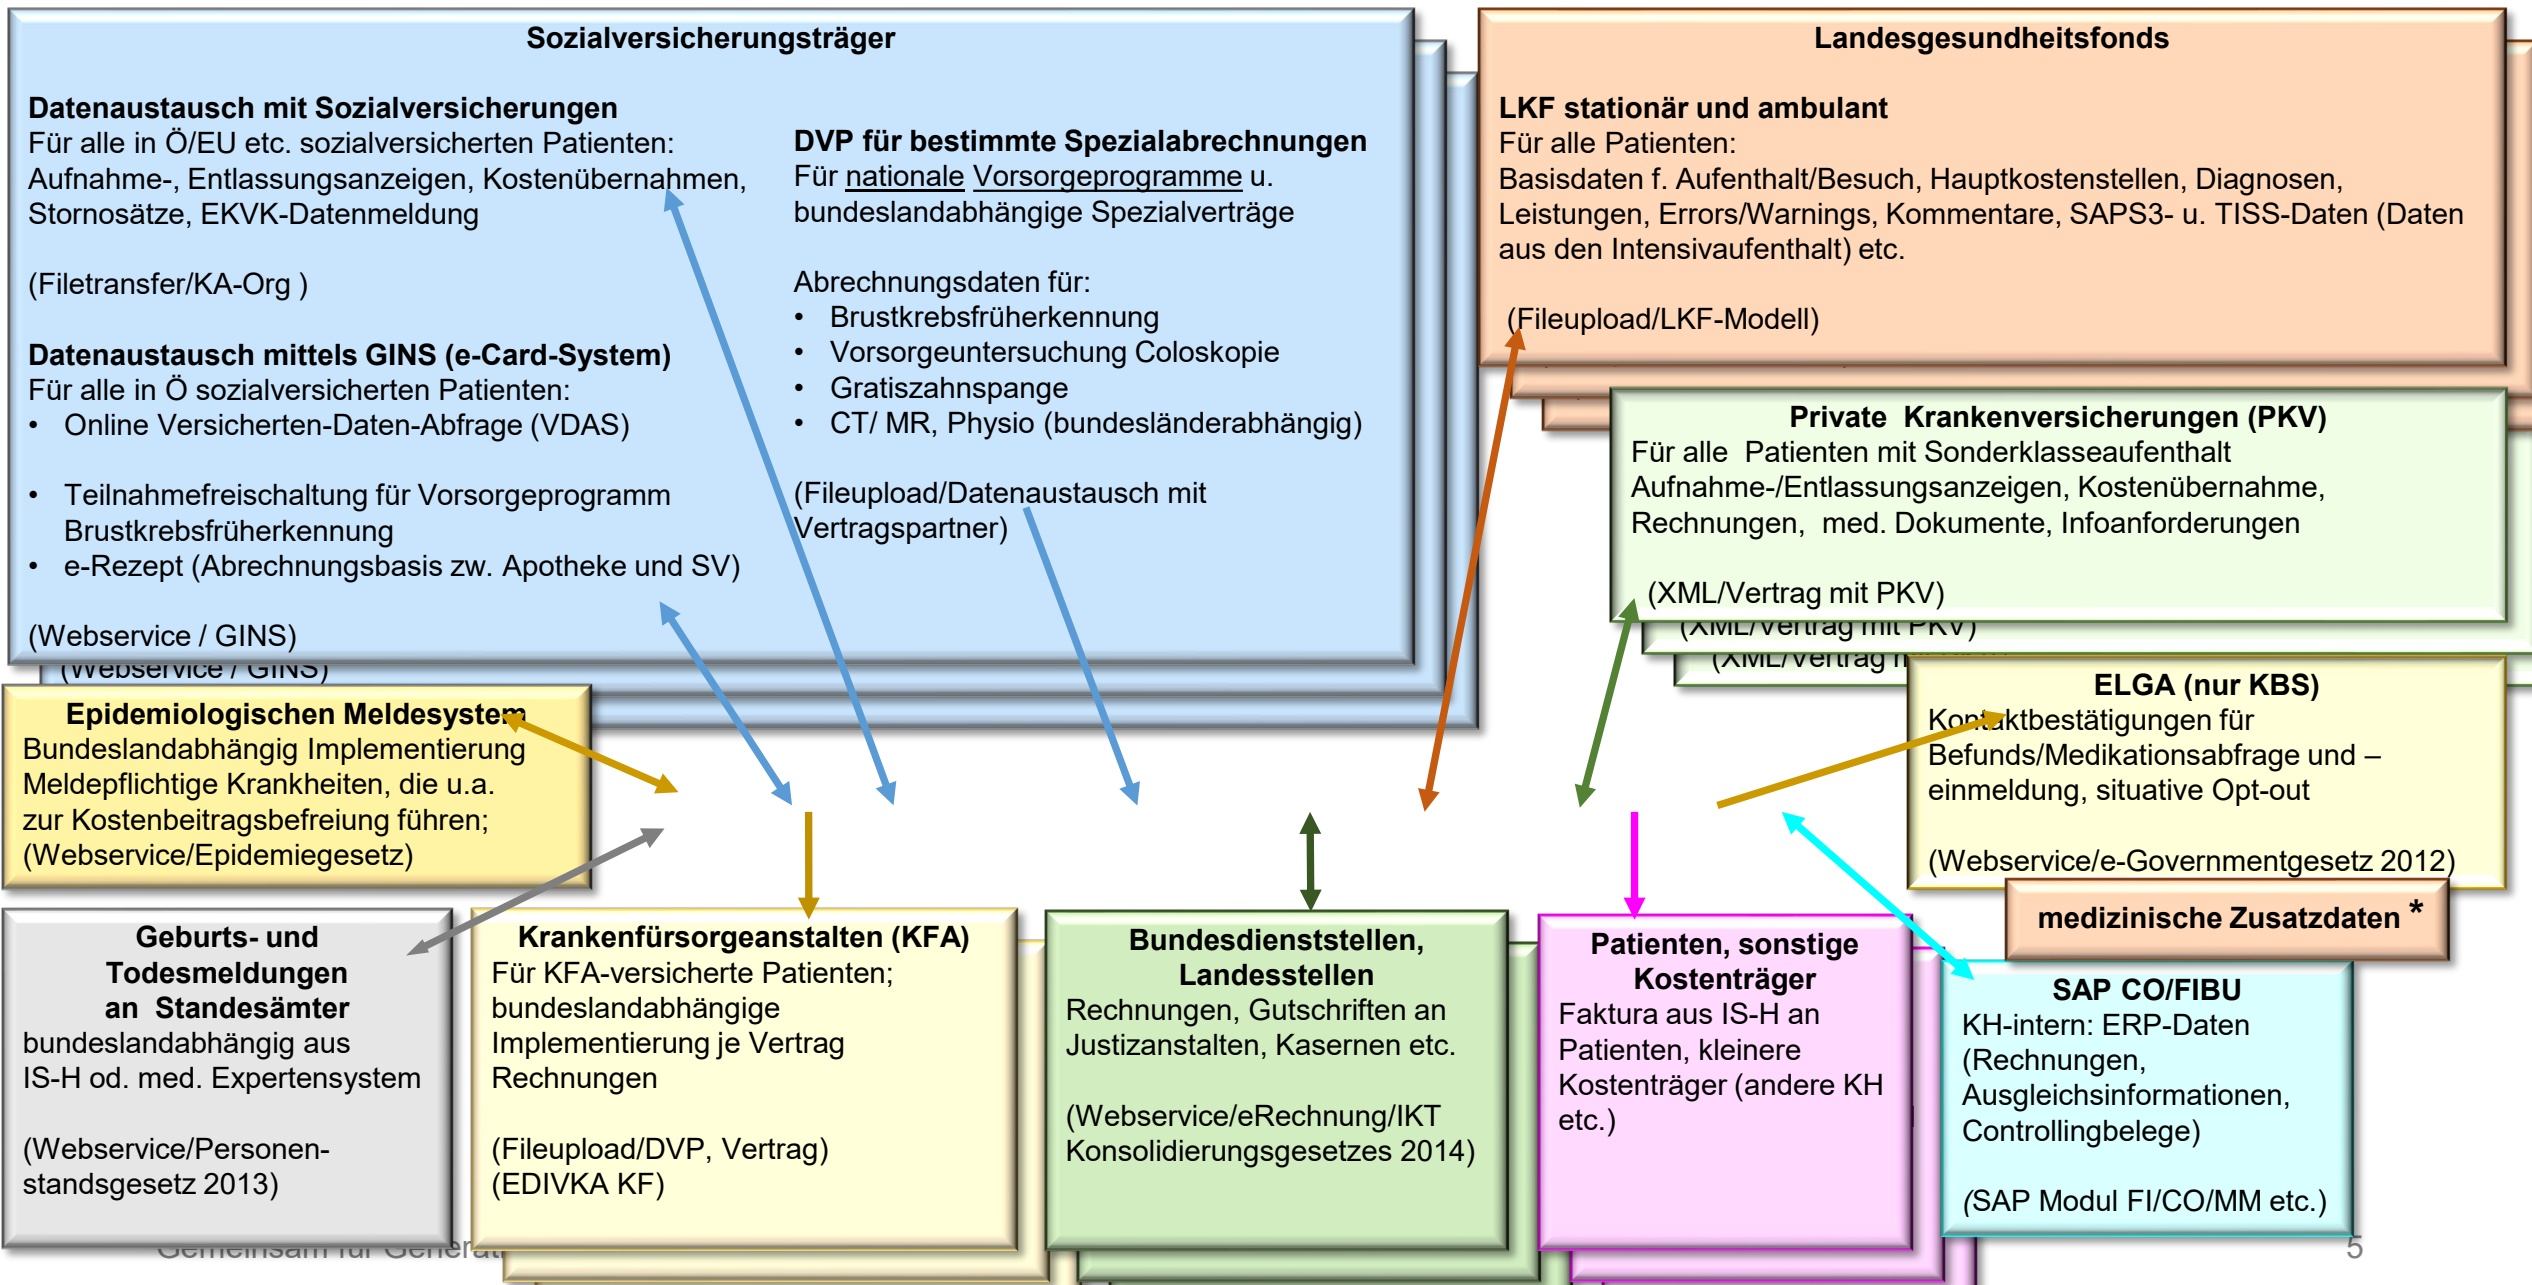 Sozialversicherungsträger
Datenaustausch mit Sozialversicherungen
Für alle in Ö/EU etc. sozialversicherten Patienten:
Aufnahme-, Entlassungsanzeigen, Kostenübernahmen,
Stornosätze, EKVK-Datenmeldung
(Filetransfer/KA-Org )
Datenaustausch mittels GINS (e-Card-System)
Für alle in Ö sozialversicherten Patienten:
• Online Versicherten-Daten-Abfrage (VDAS)
• Teilnahmefreischaltung für Vorsorgeprogramm
Brustkrebsfrüherkennung
• e-Rezept (Abrechnungsbasis zw. Apotheke und SV)
(Webservice / GINS)
(Webservice / GINS)
DVP für bestimmte Spezialabrechnungen
Für nationale Vorsorgeprogramme u.
bundeslandabhängige Spezialverträge
Abrechnungsdaten für:
• Brustkrebsfrüherkennung
• Vorsorgeuntersuchung Coloskopie
• Gratiszahnspange
• CT/ MR, Physio (bundesländerabhängig)
(Fileupload/Datenaustausch mit
Vertragspartner)
Landesgesundheitsfonds
LKF stationär und ambulant
Für alle Patienten:
Basisdaten f. Aufenthalt/Besuch, Hauptkostenstellen, Diagnosen,
Leistungen, Errors/Warnings, Kommentare, SAPS3- u. TISS-Daten (Daten
aus den Intensivaufenthalt) etc.
(Fileupload/LKF-Modell)
Private Krankenversicherungen (PKV)
Für alle Patienten mit Sonderklasseaufenthalt
Aufnahme-/Entlassungsanzeigen, Kostenübernahme,
Rechnungen, med. Dokumente, Infoanforderungen
(XML/Vertrag mit PKV)
(XML/Vertrag mit PKV)
(XML/Vertrag
Epidemiologischen Meldesystem
Bundeslandabhängig Implementierung
Meldepflichtige Krankheiten, die u.a.
zur Kostenbeitragsbefreiung führen;
(Webservice/Epidemiegesetz)
ELGA (nur KBS)
Kontaktbestätigungen für
Befunds/Medikationsabfrage und –
einmeldung, situative Opt-out
(Webservice/e-Governmentgesetz 2012)
medizinische Zusatzdaten *
Geburts- und
Todesmeldungen
an Standesämter
bundeslandabhängig aus
IS-H od. med. Expertensystem
(Webservice/Personen-
standsgesetz 2013)
Krankenfürsorgeanstalten (KFA)
Für KFA-versicherte Patienten;
bundeslandabhängige
Implementierung je Vertrag
Rechnungen
(Fileupload/DVP, Vertrag)
(EDIVKA KF)
Bundesdienststellen,
Landesstellen
Rechnungen, Gutschriften an
Justizanstalten, Kasernen etc.
(Webservice/eRechnung/IKT
Konsolidierungsgesetzes 2014)
Patienten, sonstige
Kostenträger
Faktura aus IS-H an
Patienten, kleinere
Kostenträger (andere KH
etc.)
SAP CO/FIBU
KH-intern: ERP-Daten
(Rechnungen,
Ausgleichsinformationen,
Controllingbelege)
(SAP Modul FI/CO/MM etc.)
Gemeinsam für
5